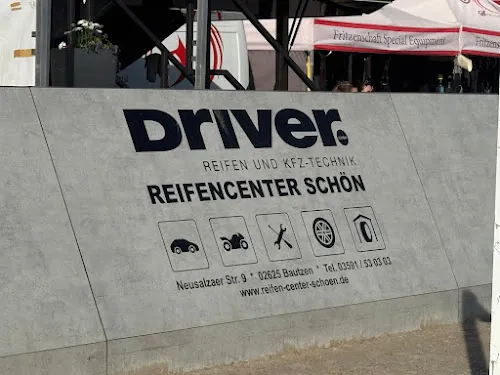 Fritzenschaft Special Equipment
Fritzens
DRIVER.
REIFEN UND KFZ-TECHNIK
REIFENCENTER SCHÖN
Neusalzaer Str. 9 * 02625 Bautzen * Tel. 03591 / 53 03 03
www.reifen-center-schoen.de